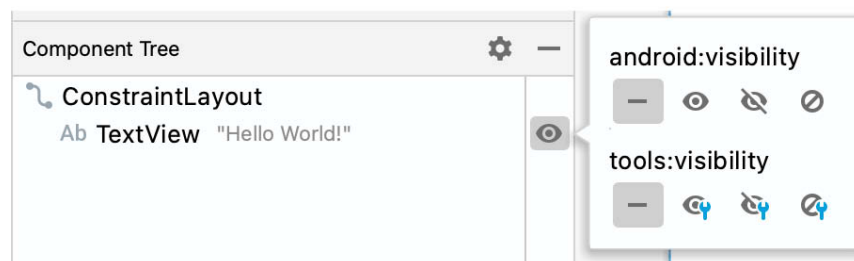 Component Tree
ConstraintLayout
Ab TextView "Hello World!"
android:visibility
tools:visibility